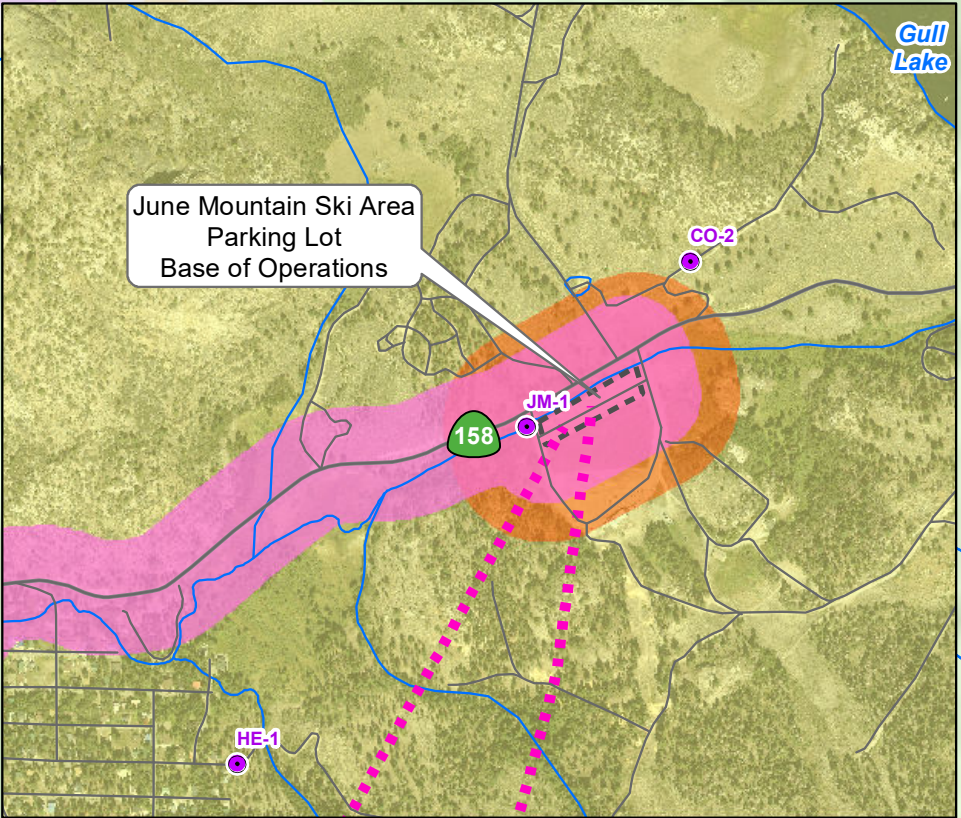 Gull
Lake
June Mountain Ski Area
Parking Lot
Base of Operations
CO-2
JM-1
158
HE-1